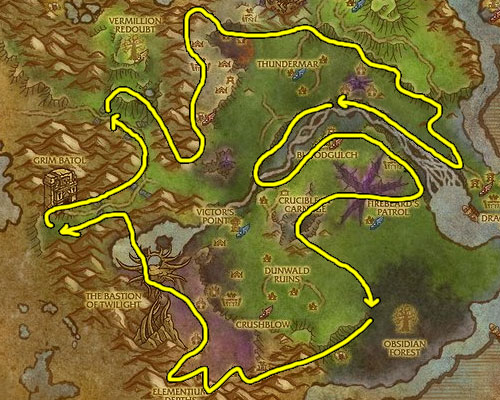 VERMILLION
REDOUBT
THUNDERMAR
GRIM BATOL
BLOODGULCH
VICTOR'S
POINT
CRUCIBLE
CARNAGE
FIREBEARD'S
PATROL
DRA
DUNWALD
RUINS
THE BASTION
OF TWILIGHT
CRUSHBLOW
OBSIDIAN
FOREST
ELEMENTIUM